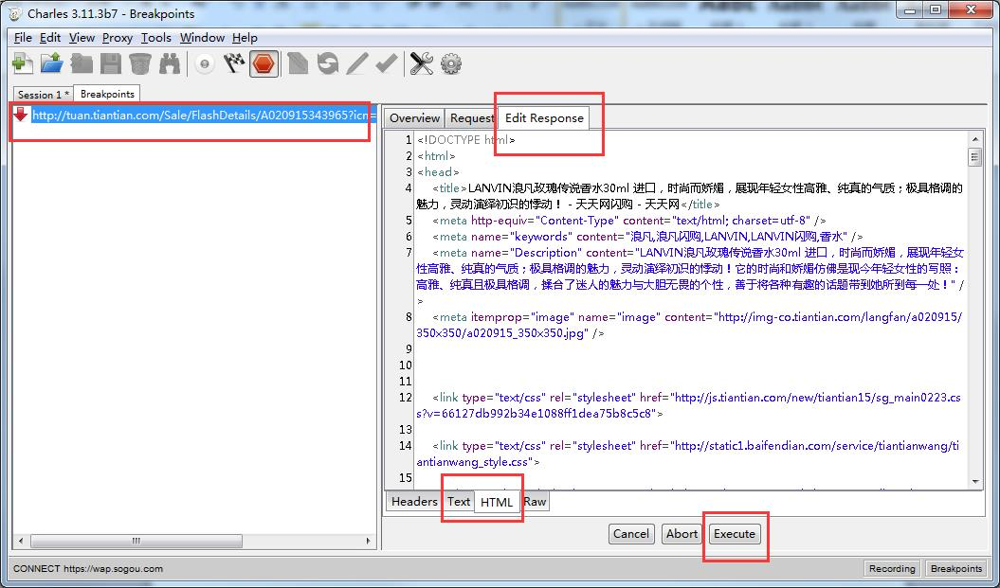 Charles 3.11.3b7 - Breakpoints
File Edit View Proxy Tools Window Help
Session 1 * Breakpoints
http://tuan.tiantian.com/Sale/FlashDetails/A020915343965?icn=
Overview Request Edit Response
1 <!DOCTYPE html>
2 <html>
3 <head>
4 <title>LANVIN浪凡玫瑰传说香水30ml 进口，时尚而娇媚，展现年轻女性高雅、纯真的气质；极具格调的
魅力，灵动演绎初识的悸动！ - 天天网闪购 - 天天网</title>
5 <meta http-equiv="Content-Type" content="text/html; charset=utf-8" />
6 <meta name="keywords" content="浪凡,浪凡闪购,LANVIN,LANVIN闪购,香水" />
7 <meta name="Description" content="LANVIN浪凡玫瑰传说香水30ml 进口，时尚而娇媚，展现年轻女
性高雅、纯真的气质；极具格调的魅力，灵动演绎初识的悸动！它的时尚和娇媚仿佛是现今年轻女性的写照：
高雅、纯真且极具格调，揉合了迷人的魅力与大胆无畏的个性，善于将各种有趣的话题带到她所到每一处！" /
>
8 <meta itemprop="image" name="image" content="http://img-co.tiantian.com/langfan/a020915/
350x350/a020915_350x350.jpg" />
9
10
11
12 <link type="text/css" rel="stylesheet" href="http://js.tiantian.com/new/tiantian15/sg_main0223.cs
s?v=66127db992b34e1088ff1dea75b8c5c8">
13
14 <link type="text/css" rel="stylesheet" href="http://static1.baifendian.com/service/tiantianwang/ti
antianwang_style.css">
15
Headers Text HTML Raw
Cancel Abort Execute
CONNECT https://wap.sogou.com
Recording Breakpoints